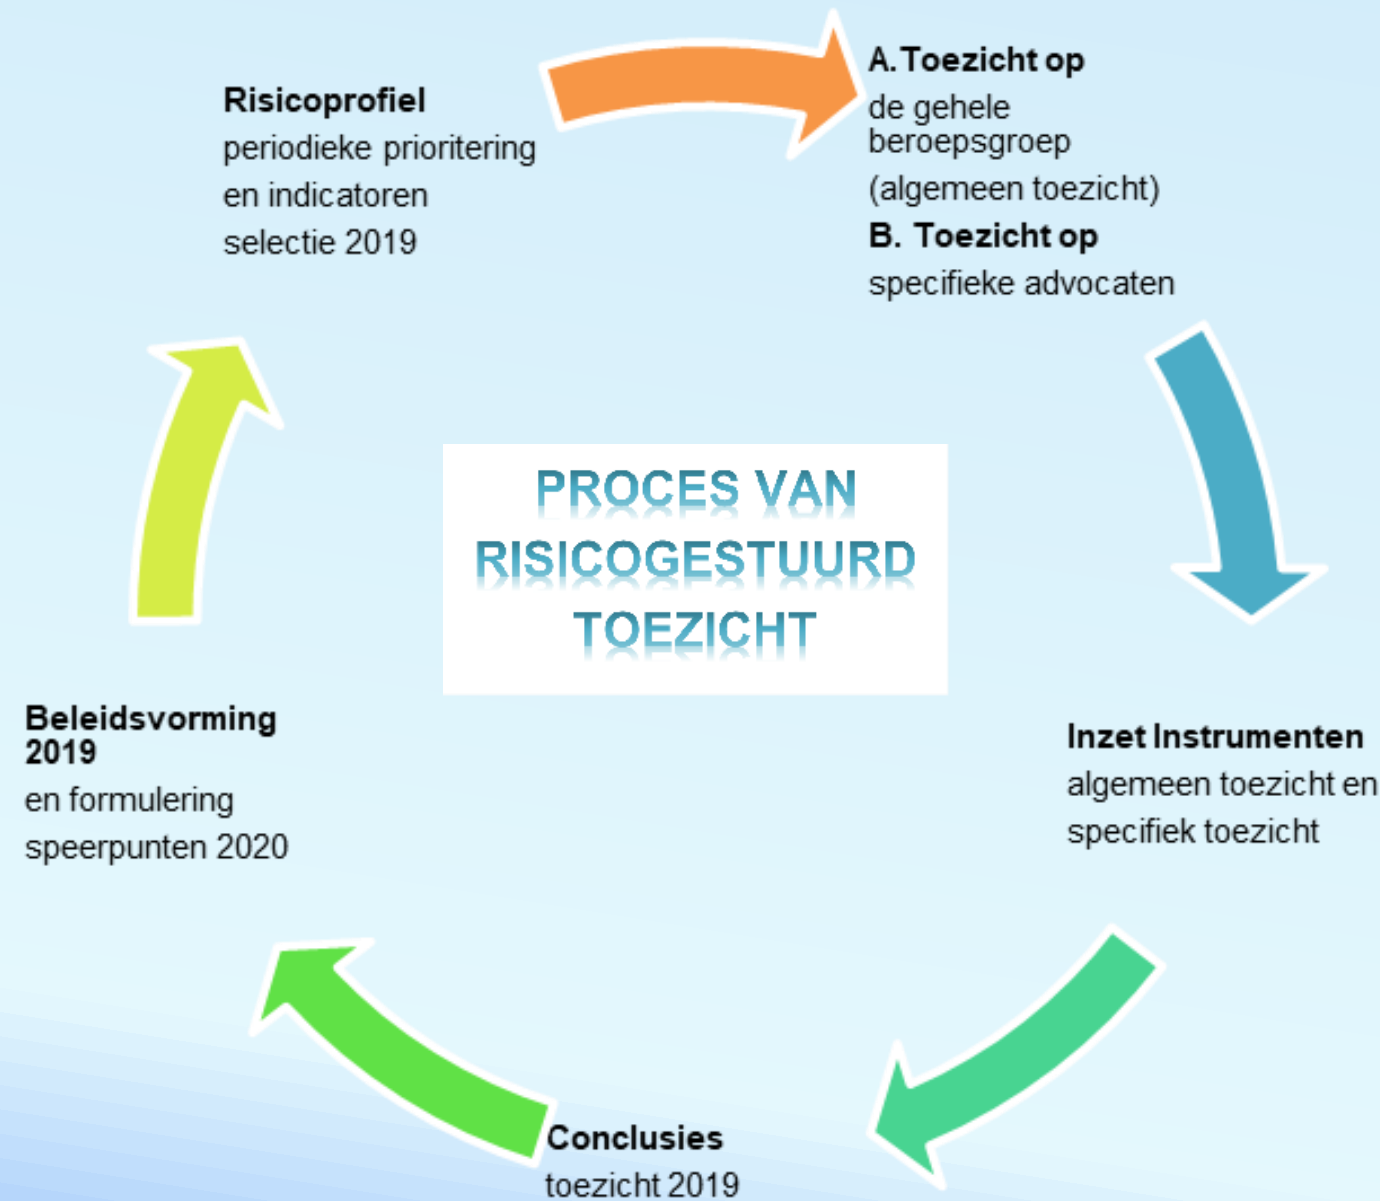 Risicoprofiel
periodieke prioritering
en indicatoren
selectie 2019
A. Toezicht op
de gehele
beroepsgroep
(algemeen toezicht)
B. Toezicht op
specifieke advocaten
PROCES VAN
RISICOGESTUURD
TOEZICHT
Inzet Instrumenten
algemeen toezicht en
specifiek toezicht
Conclusies
toezicht 2019
Beleidsvorming
2019
en formulering
speerpunten 2020